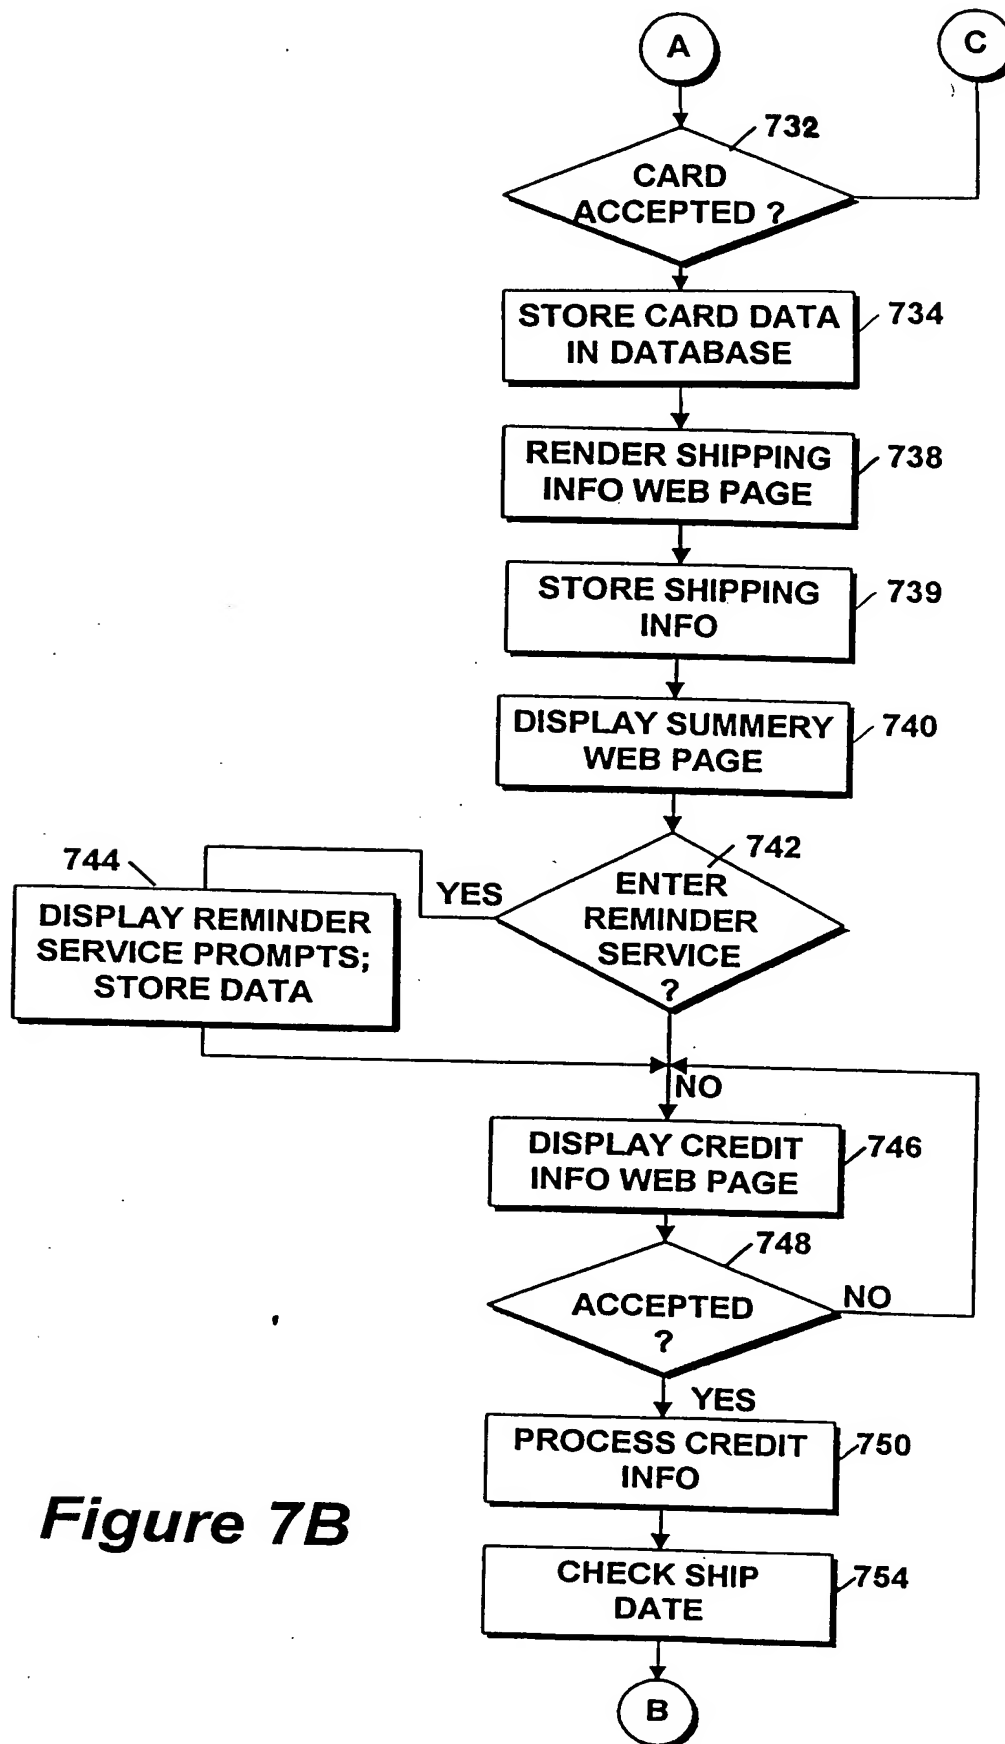 A
C
732
CARD
ACCEPTED ?
STORE CARD DATA
IN DATABASE
734
RENDER SHIPPING
INFO WEB PAGE
738
STORE SHIPPING
INFO
739
DISPLAY SUMMERY
WEB PAGE
740
744
YES
742
ENTER
REMINDER
SERVICE
?
DISPLAY REMINDER
SERVICE PROMPTS;
STORE DATA
NO
DISPLAY CREDIT
INFO WEB PAGE
746
748
ACCEPTED
?
NO
YES
PROCESS CREDIT
INFO
750
Figure 7B
CHECK SHIP
DATE
754
B